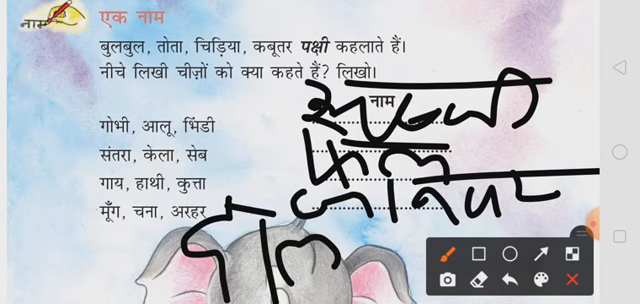 नाम
एक नाम
बुलबुल, तोता, चिड़िया, कबूतर पक्षी कहलाते हैं।
नीचे लिखी चीज़ों को क्या कहते हैं? लिखो।
नाम
गोभी, आलू, भिंडी सब्जी
संतरा, केला, सेब फल
गाय, हाथी, कुत्ता जानवर
मूँग, चना, अरहर दाल